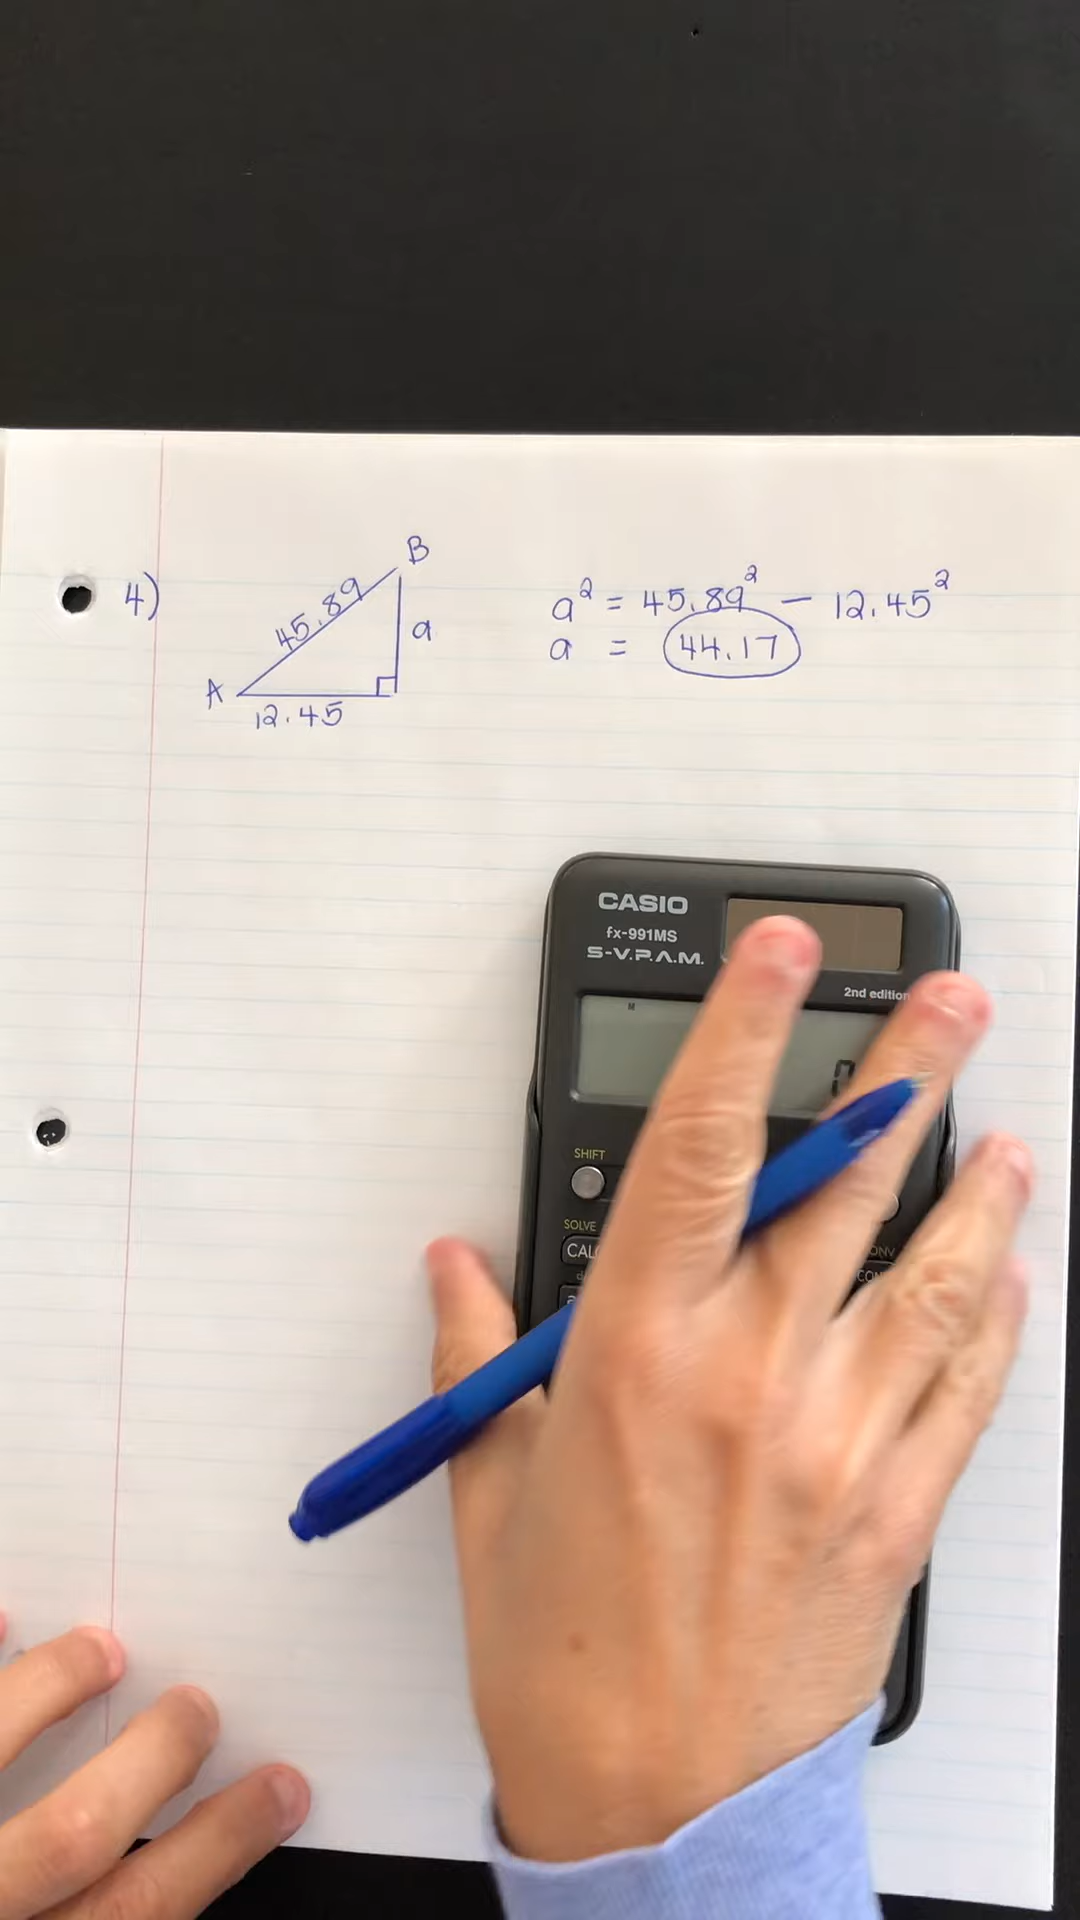 4)
B
45.89
a
A
12.45
a² = 45.89² - 12.45²
a = 44.17
CASIO
fx-991MS
S-V.P.A.M.
2nd edition
M
SHIFT
SOLVE